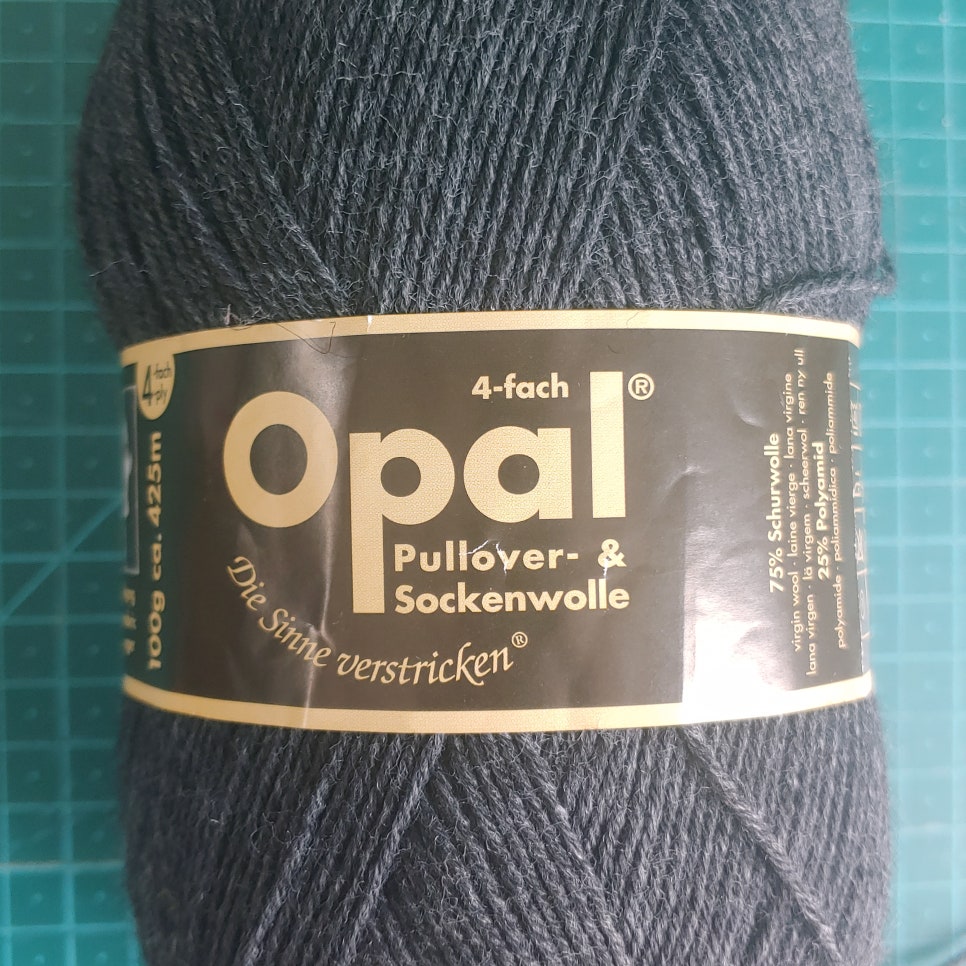 4-fach
4-ply
100g ca. 425m
4-fach
Opal®
Pullover- &
Sockenwolle
Die Sinne verstricken®
75% Schurwolle
virgin wool · laine vierge · lana virgine
lana virgen · lã virgem · scheerwol · ren ny ull
25% Polyamid
polyamide · poliammidica · poliammide